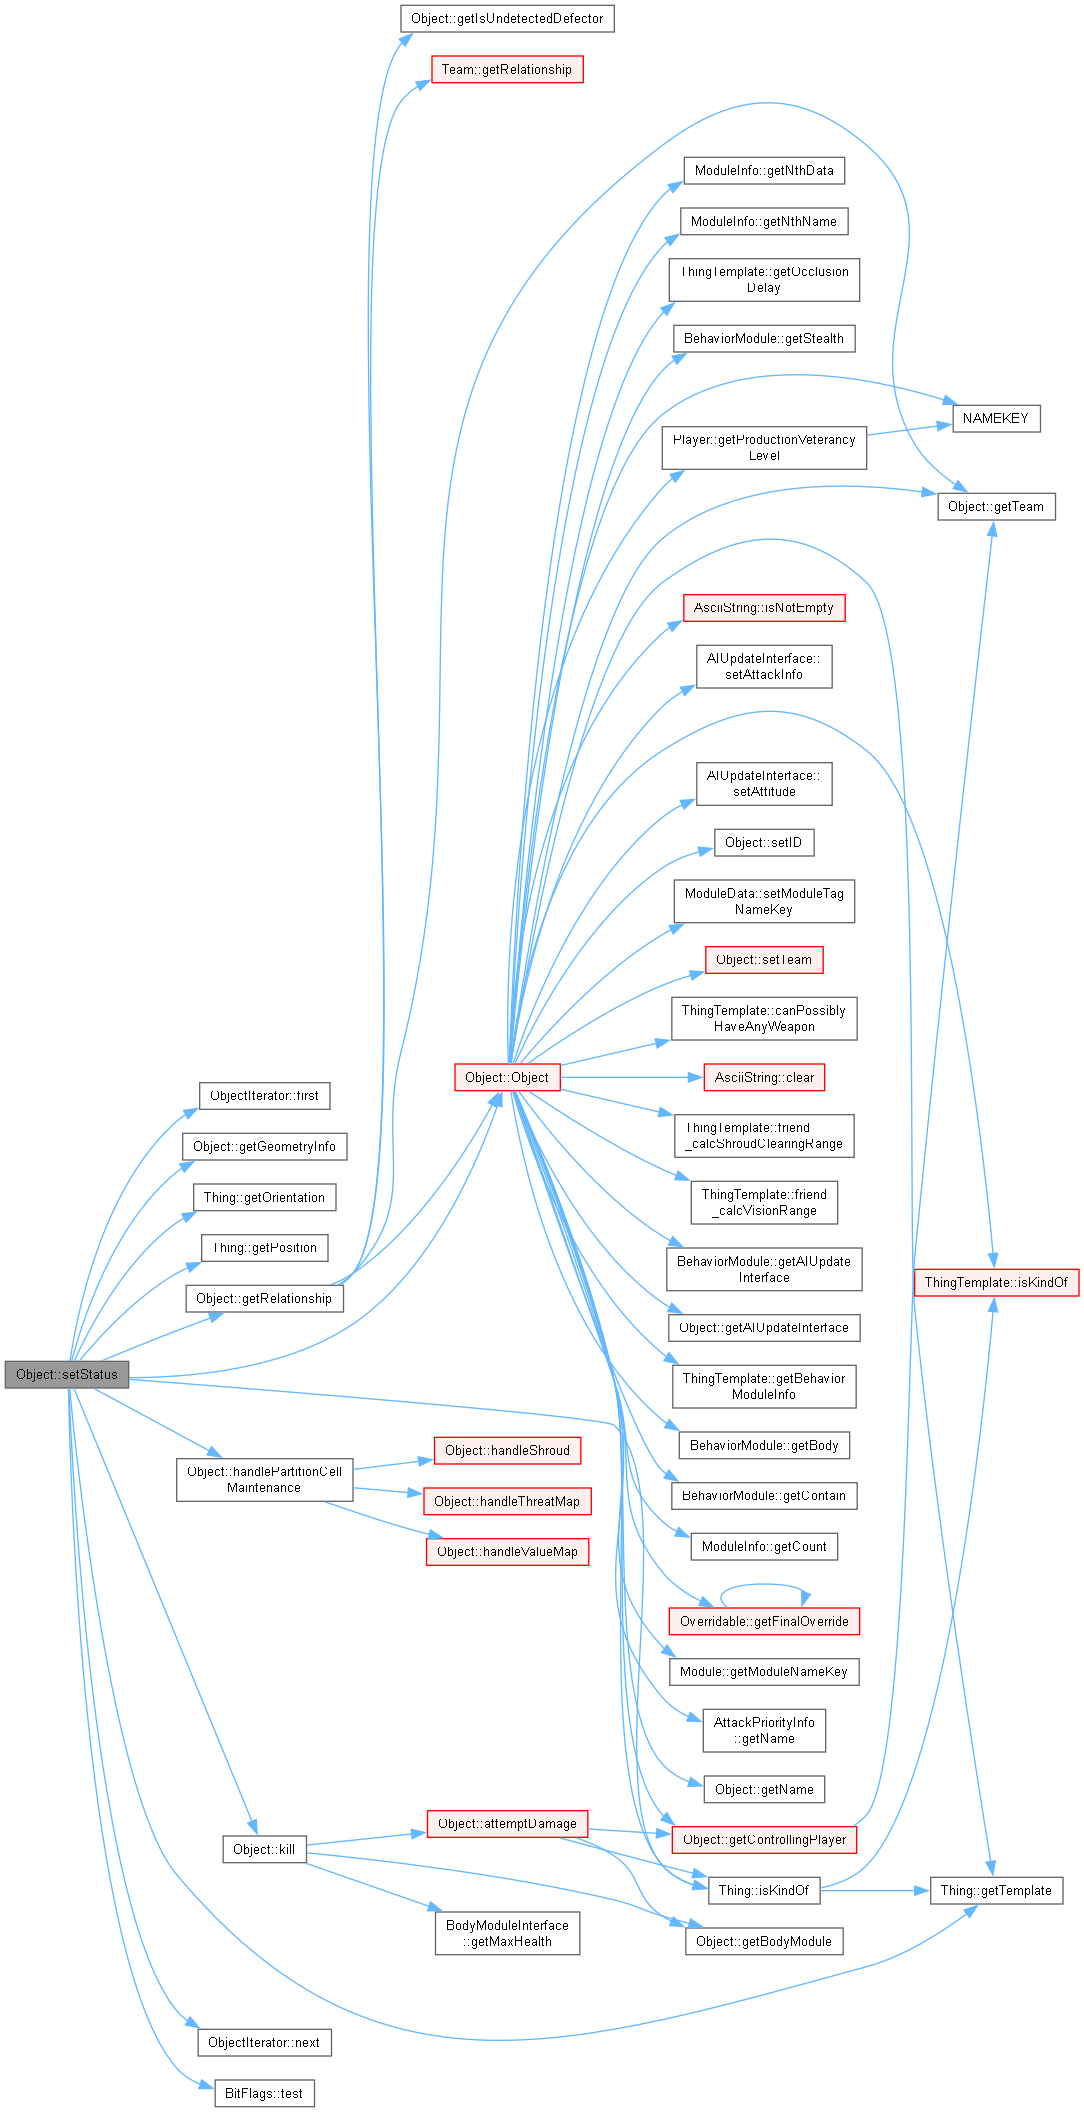 Object::getIsUndetectedDefector
Team::getRelationship
ModuleInfo::getNthData
ModuleInfo::getNthName
ThingTemplate::getOcclusion
Delay
BehaviorModule::getStealth
NAMEKEY
Player::getProductionVeterancy
Level
Object::getTeam
AsciiString::isNotEmpty
AIUpdateInterface::
setAttackInfo
AIUpdateInterface::
setAttitude
Object::setID
ModuleData::setModuleTag
NameKey
Object::setTeam
ThingTemplate::canPossibly
HaveAnyWeapon
Object::Object
AsciiString::clear
ObjectIterator::first
ThingTemplate::friend
_calcShroudClearingRange
Object::getGeometryInfo
Thing::getOrientation
ThingTemplate::friend
_calcVisionRange
Thing::getPosition
BehaviorModule::getAIUpdate
Interface
ThingTemplate::isKindOf
Object::getRelationship
Object::getAIUpdateInterface
Object::setStatus
ThingTemplate::getBehavior
ModuleInfo
Object::handleShroud
BehaviorModule::getBody
Object::handlePartitionCell
Maintenance
Object::handleThreatMap
BehaviorModule::getContain
Object::handleValueMap
ModuleInfo::getCount
Overridable::getFinalOverride
Module::getModuleNameKey
AttackPriorityInfo
::getName
Object::getName
Object::attemptDamage
Object::getControllingPlayer
Object::kill
Thing::isKindOf
Thing::getTemplate
BodyModuleInterface
::getMaxHealth
Object::getBodyModule
ObjectIterator::next
BitFlags::test